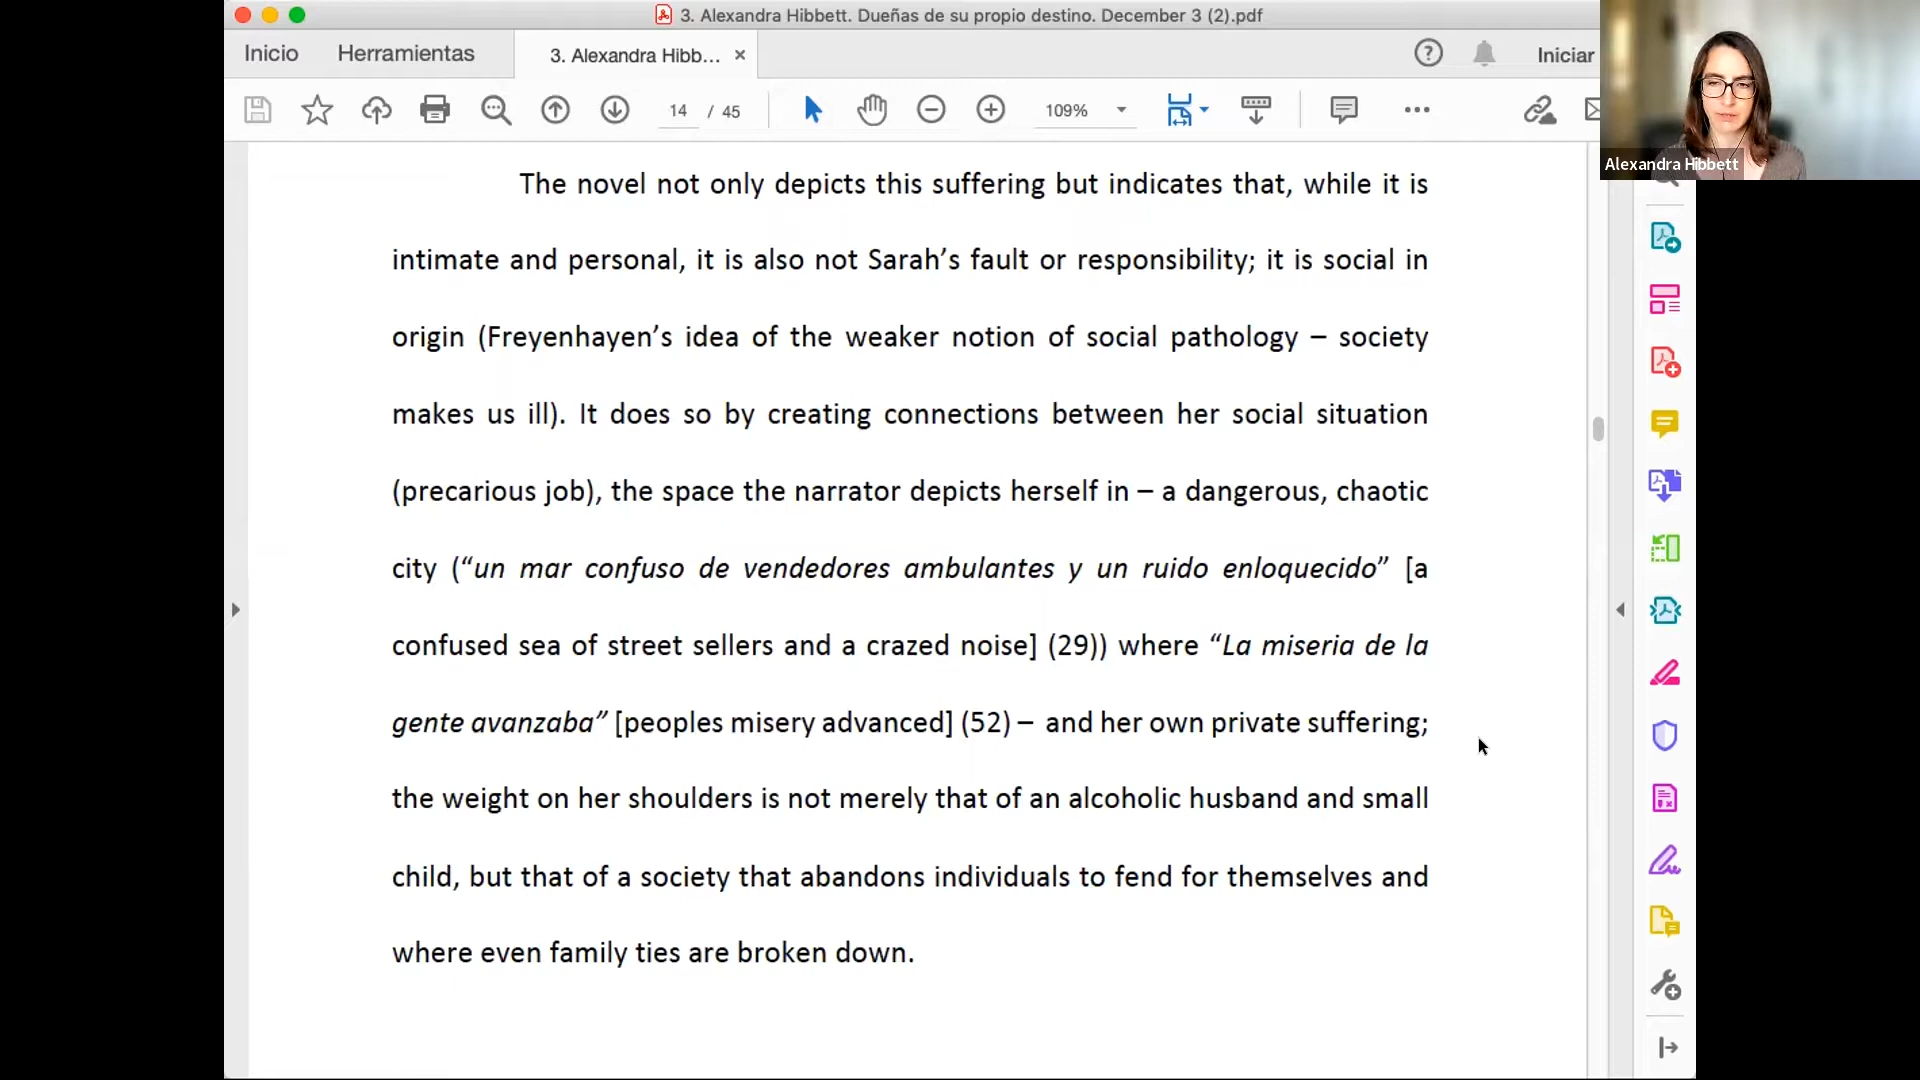 3. Alexandra Hibbett. Dueñas de su propio destino. December 3 (2).pdf
Inicio
Herramientas
3. Alexandra Hibb...
Iniciar
14 / 45
109%
Alexandra Hibbett
The novel not only depicts this suffering but indicates that, while it is
intimate and personal, it is also not Sarah’s fault or responsibility; it is social in
origin (Freyenhayen’s idea of the weaker notion of social pathology – society
makes us ill). It does so by creating connections between her social situation
(precarious job), the space the narrator depicts herself in – a dangerous, chaotic
city (“un mar confuso de vendedores ambulantes y un ruido enloquecido” [a
confused sea of street sellers and a crazed noise] (29)) where “La miseria de la
gente avanzaba” [peoples misery advanced] (52) – and her own private suffering;
the weight on her shoulders is not merely that of an alcoholic husband and small
child, but that of a society that abandons individuals to fend for themselves and
where even family ties are broken down.